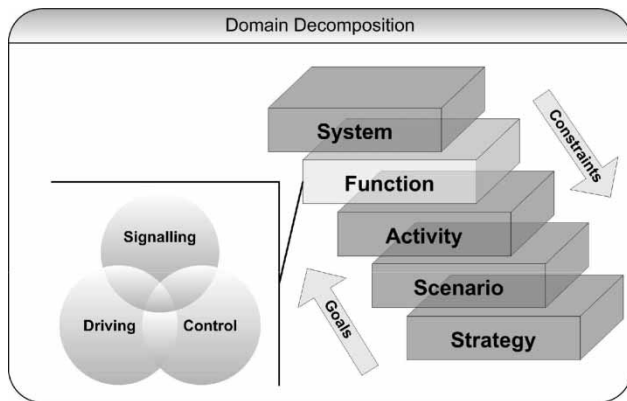 Domain Decomposition
System
Function
Activity
Scenario
Strategy
Constraints
Goals
Signalling
Driving
Control